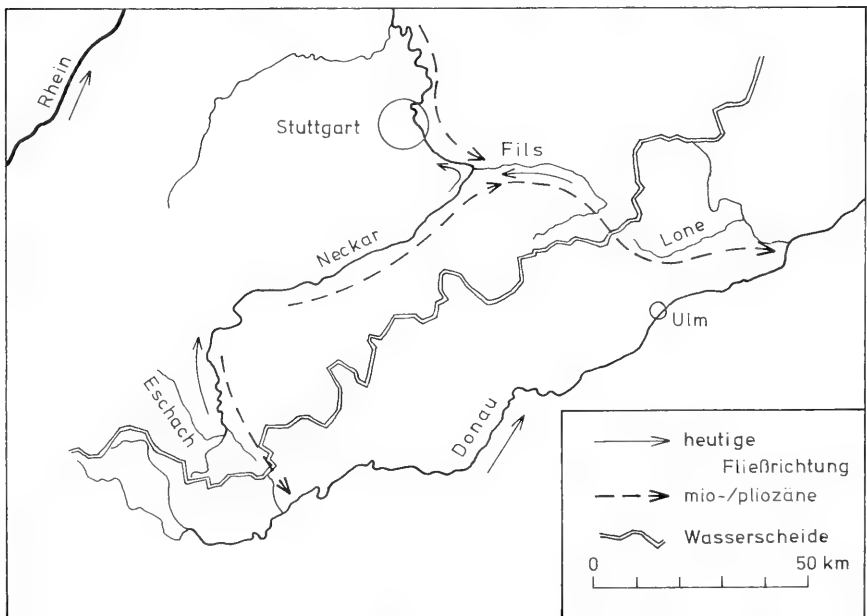 Rhein
Stuttgart
Fils
Neckar
Lone
Ulm
Eschach
Donau
heutige
Fließrichtung
mio-/pliozäne
Wasserscheide
0 50 km